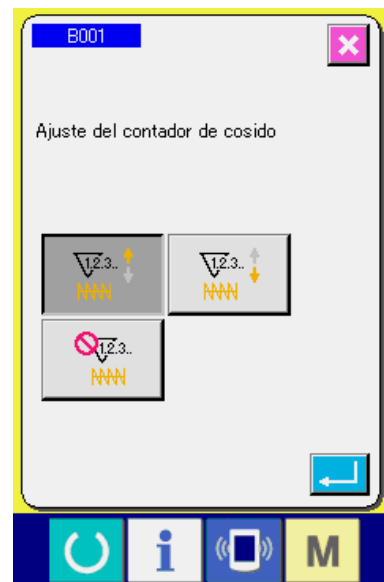 B001
Ajuste del contador de cosido
1.2.3..
1.2.3..
1.2.3..
i
M